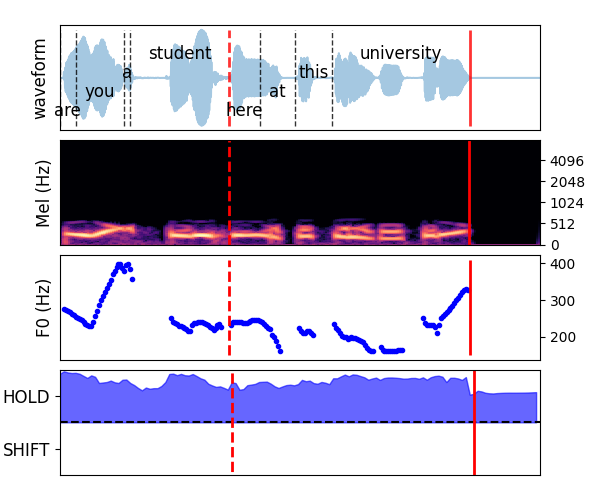 waveform
are
you
a
student
here
at
this
university
Mel (Hz)
4096
2048
1024
512
0
F0 (Hz)
400
300
200
HOLD
SHIFT